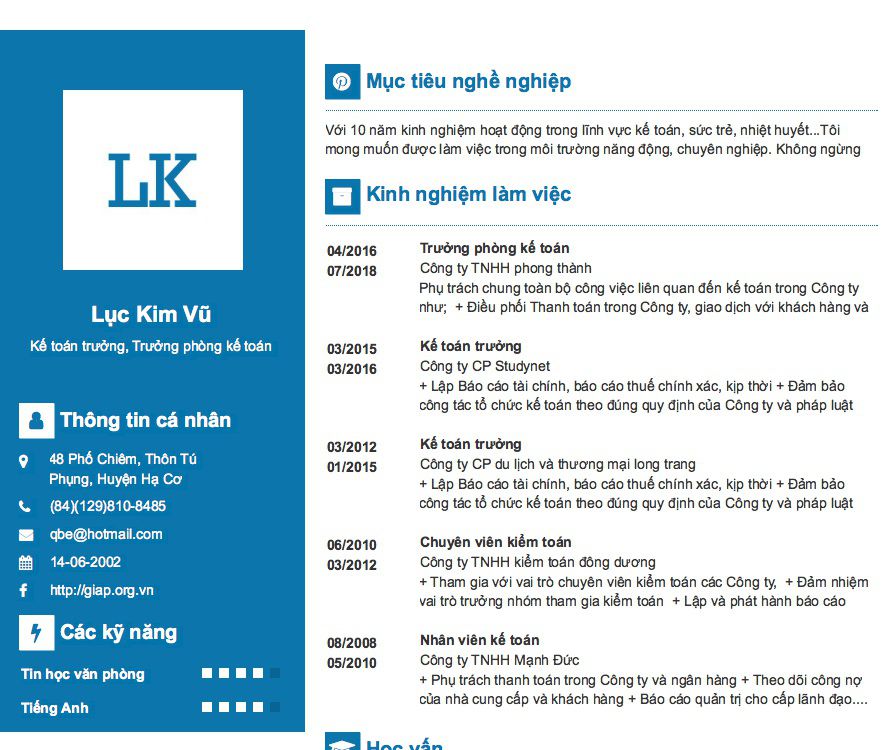 LK
Lục Kim Vũ
Kế toán trưởng, Trưởng phòng kế toán
Thông tin cá nhân
48 Phố Chiêm, Thôn Tú
Phụng, Huyện Hạ Cơ
(84)(129)810-8485
qbe@hotmail.com
14-06-2002
http://giap.org.vn
Các kỹ năng
Tin học văn phòng
Tiếng Anh
Mục tiêu nghề nghiệp
Với 10 năm kinh nghiệm hoạt động trong lĩnh vực kế toán, sức trẻ, nhiệt huyết...Tôi
mong muốn được làm việc trong môi trường năng động, chuyên nghiệp. Không ngừng
Kinh nghiệm làm việc
04/2016 Trưởng phòng kế toán
07/2018 Công ty TNHH phong thành
Phụ trách chung toàn bộ công việc liên quan đến kế toán trong Công ty
như; + Điều phối Thanh toán trong Công ty, giao dịch với khách hàng và
03/2015 Kế toán trưởng
03/2016 Công ty CP Studynet
+ Lập Báo cáo tài chính, báo cáo thuế chính xác, kịp thời + Đảm bảo
công tác tổ chức kế toán theo đúng quy định của Công ty và pháp luật
03/2012 Kế toán trưởng
01/2015 Công ty CP du lịch và thương mại long trang
+ Lập Báo cáo tài chính, báo cáo thuế chính xác, kịp thời + Đảm bảo
công tác tổ chức kế toán theo đúng quy định của Công ty và pháp luật
06/2010 Chuyên viên kiểm toán
03/2012 Công ty TNHH kiểm toán đông dương
+ Tham gia với vai trò chuyên viên kiểm toán các Công ty, + Đảm nhiệm
vai trò trưởng nhóm tham gia kiểm toán + Lập và phát hành báo cáo
08/2008 Nhân viên kế toán
05/2010 Công ty TNHH Mạnh Đức
+ Phụ trách thanh toán trong Công ty và ngân hàng + Theo dõi công nợ
của nhà cung cấp và khách hàng + Báo cáo quản trị cho cấp lãnh đạo....
Học vấn